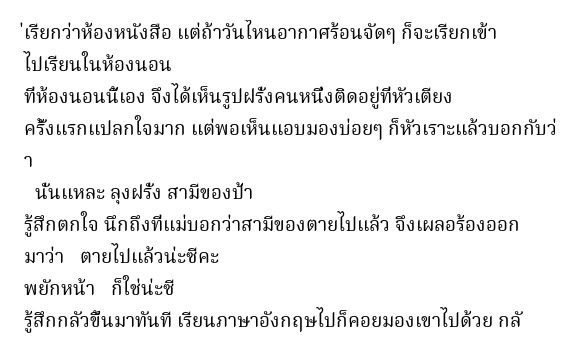 ่เรียกว่าห้องหนังสือ แต่ถ้าวันไหนอากาศร้อนจัดๆ ก็จะเรียกเข้า
ไปเรียนในห้องนอน
ที่ห้องนอนนี้เอง จึงได้เห็นรูปฝรั่งคนหนึ่งติดอยู่ที่หัวเตียง
ครั้งแรกแปลกใจมาก แต่พอเห็นแอบมองบ่อยๆ ก็หัวเราะแล้วบอกกับว่
า
นั่นแหละ ลุงฝรั่ง สามีของป้า
รู้สึกตกใจ นึกถึงที่แม่บอกว่าสามีของตายไปแล้ว จึงเผลอร้องออก
มาว่า ตายไปแล้วน่ะซีคะ
พยักหน้า ก็ใช่น่ะซี
รู้สึกกลัวขึ้นมาทันที เรียนภาษาอังกฤษไปก็คอยมองเขาไปด้วย กลั